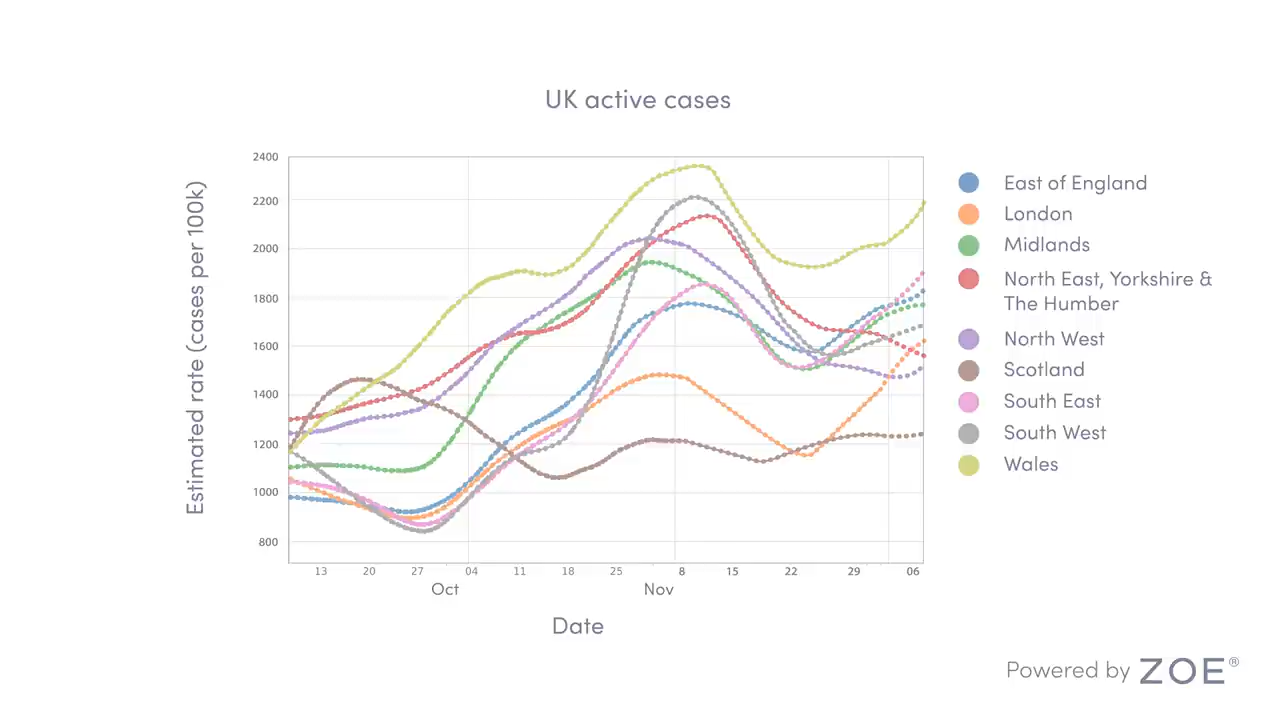 UK active cases
Estimated rate (cases per 100k)
2400
2200
2000
1800
1600
1400
1200
1000
800
13 20 27 04 11 18 25 8 15 22 29 06
Oct Nov
Date
East of England
London
Midlands
North East, Yorkshire &
The Humber
North West
Scotland
South East
South West
Wales
Powered by ZOE®